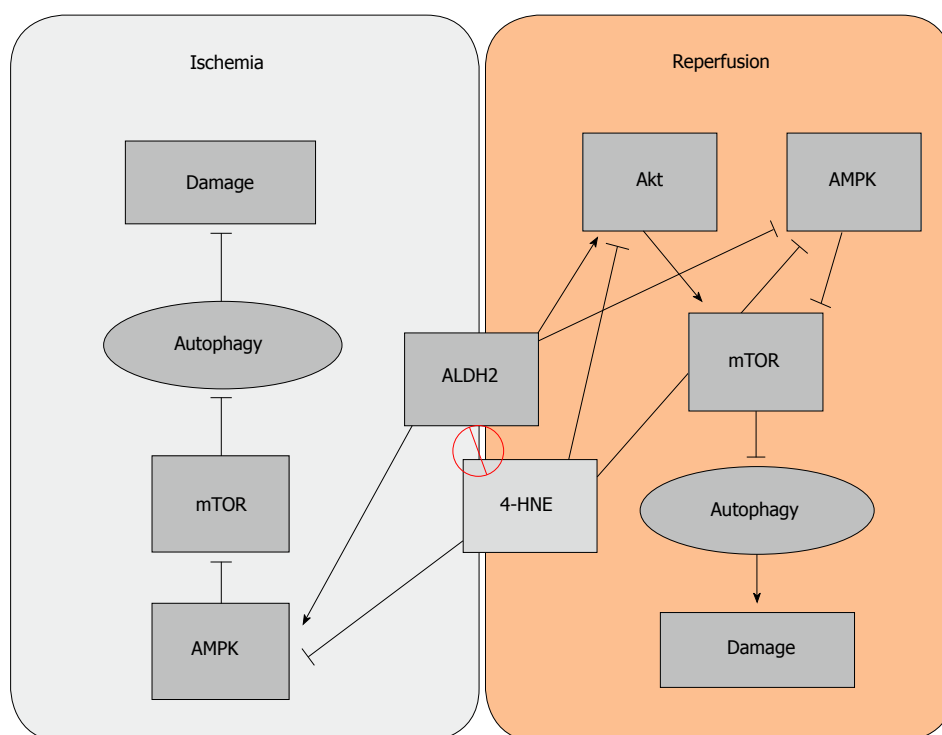 Ischemia
Reperfusion
Damage
Akt
AMPK
Autophagy
ALDH2
mTOR
mTOR
4-HNE
Autophagy
AMPK
Damage